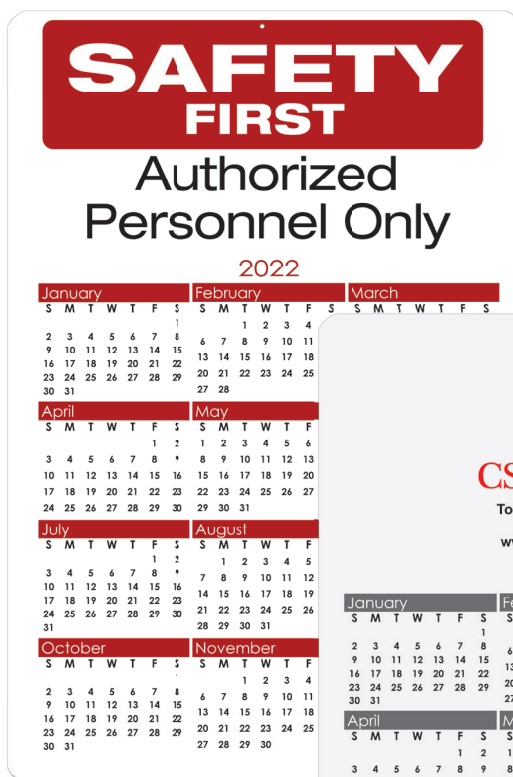 SAFETY
FIRST
Authorized
Personnel Only
2022
January
S M T W T F S
1
2 3 4 5 6 7 8
9 10 11 12 13 14 15
16 17 18 19 20 21 22
23 24 25 26 27 28 29
30 31
February
S M T W T F S
1 2 3 4
6 7 8 9 10 11
13 14 15 16 17 18
20 21 22 23 24 25
27 28
March
S M T W T F S
April
S M T W T F S
1 2
3 4 5 6 7 8
10 11 12 13 14 15 16
17 18 19 20 21 22 23
24 25 26 27 28 29 30
May
S M T W T F
1 2 3 4 5 6
8 9 10 11 12 13
15 16 17 18 19 20
22 23 24 25 26 27
29 30 31
July
S M T W T F S
1 2
3 4 5 6 7 8
10 11 12 13 14 15 16
17 18 19 20 21 22 23
24 25 26 27 28 29 30
31
August
S M T W T F
1 2 3 4 5
7 8 9 10 11 12
14 15 16 17 18 19
21 22 23 24 25 26
28 29 30 31
October
S M T W T F S
2 3 4 5 6 7 8
9 10 11 12 13 14 15
16 17 18 19 20 21 22
23 24 25 26 27 28 29
30 31
November
S M T W T F
1 2 3 4
6 7 8 9 10 11
13 14 15 16 17 18
20 21 22 23 24 25
27 28 29 30
CS
To
January
S M T W T F S
1
2 3 4 5 6 7 8
9 10 11 12 13 14 15
16 17 18 19 20 21 22
23 24 25 26 27 28 29
30 31
April
S M T W T F S
1 2
3 4 5 6 7 8 9